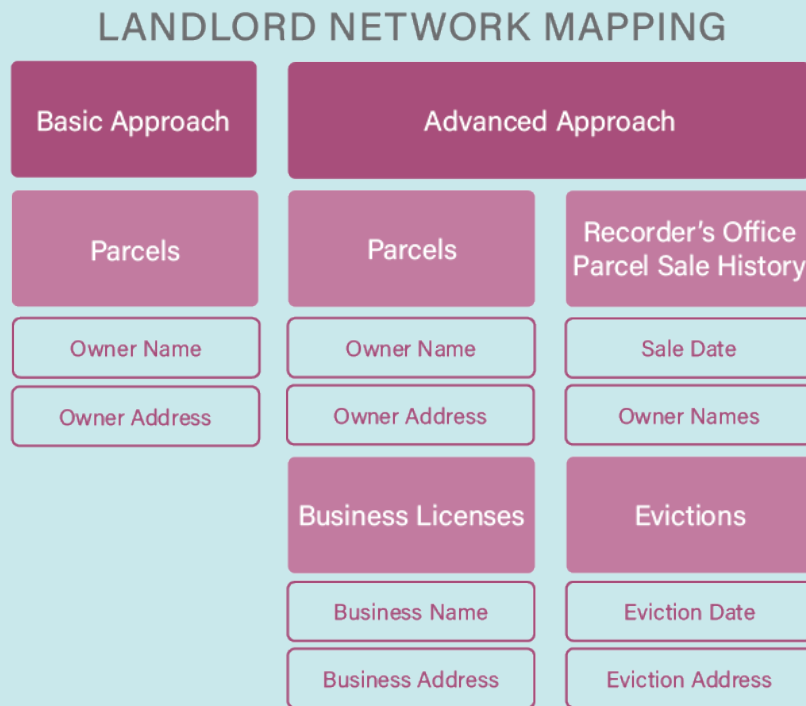 LANDLORD NETWORK MAPPING
Basic Approach
Advanced Approach
Parcels
Parcels
Recorder's Office
Parcel Sale History
Owner Name
Owner Name
Sale Date
Owner Address
Owner Address
Owner Names
Business Licenses
Evictions
Business Name
Eviction Date
Business Address
Eviction Address